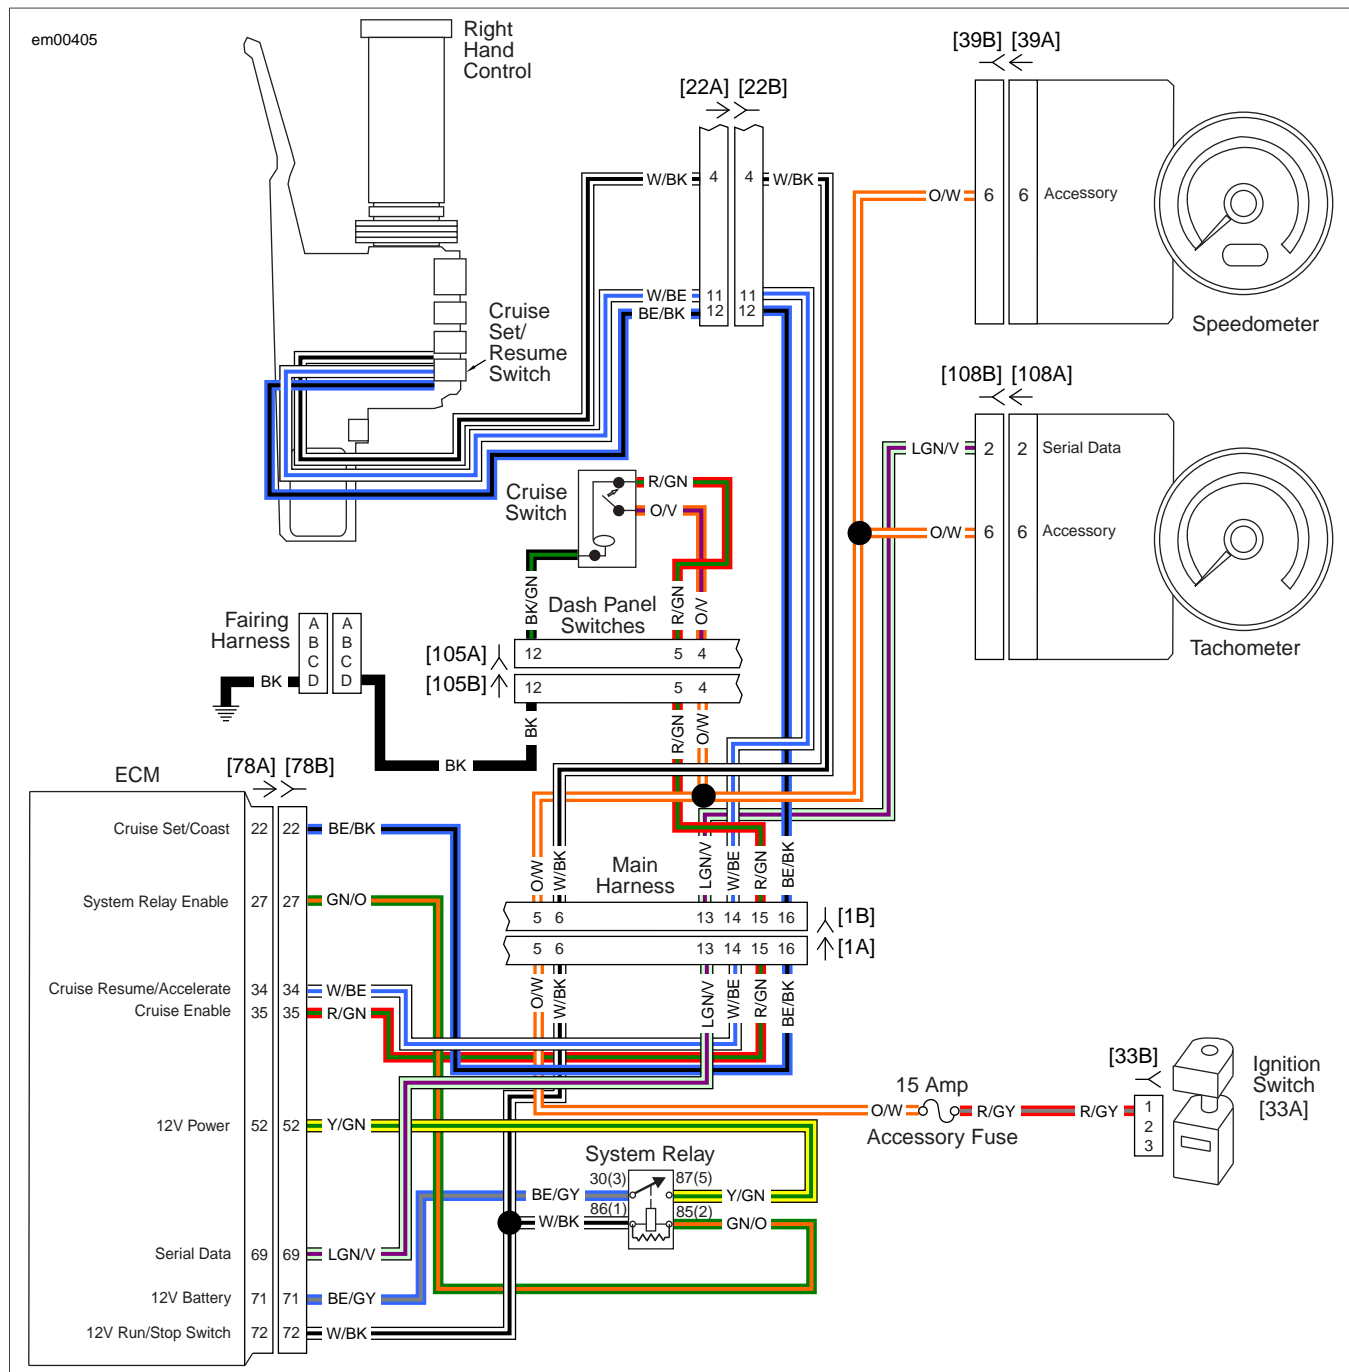 em00405
Right
Hand
Control
[22A] [22B]
[39B] [39A]
W/BK 4 4 W/BK
O/W 6 6 Accessory
W/BE 11 11
BE/BK 12 12
Cruise
Set/
Resume
Switch
Speedometer
[108B] [108A]
LGN/V 2 2 Serial Data
O/W 6 6 Accessory
Tachometer
Cruise
Switch
R/GN
O/V
BK/GN
R/GN
O/V
Dash Panel
Switches
Fairing
Harness
A A
B B
C C
D D
BK
[105A]
12 5 4
[105B]
12 5 4
BK
R/GN
O/W
BK
ECM
[78A] [78B]
Cruise Set/Coast 22 22 BE/BK
System Relay Enable 27 27 GN/O
Cruise Resume/Accelerate 34 34 W/BE
Cruise Enable 35 35 R/GN
12V Power 52 52 Y/GN
Serial Data 69 69 LGN/V
12V Battery 71 71 BE/GY
12V Run/Stop Switch 72 72 W/BK
Main
Harness
O/W W/BK LGN/V W/BE R/GN BE/BK
5 6 13 14 15 16 [1B]
5 6 13 14 15 16 [1A]
O/W W/BK LGN/V W/BE R/GN BE/BK
15 Amp
O/W R/GY R/GY
Accessory Fuse
[33B]
1
2
3
Ignition
Switch
[33A]
System Relay
30(3) 87(5)
BE/GY Y/GN
86(1) 85(2)
W/BK GN/O